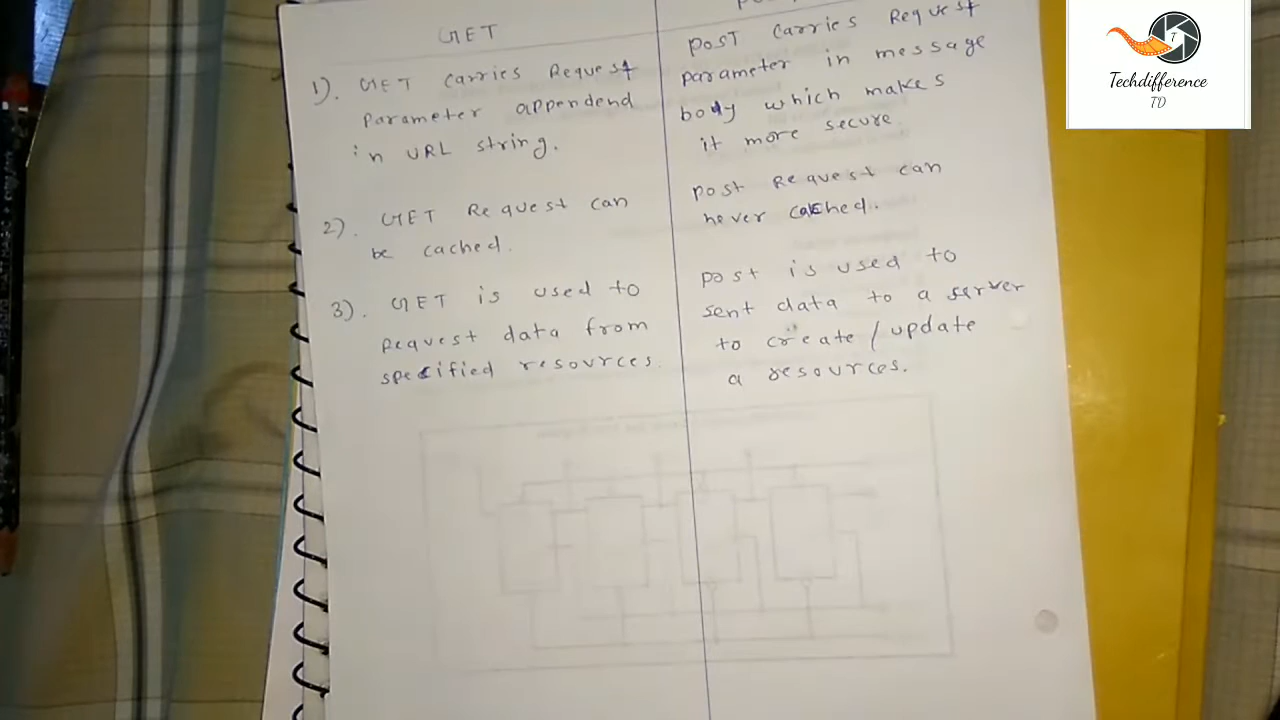 GET
1). GET carries Request
Parameter appendend
in URL string.
2). GET Request can
be cached.
3). GET is used to
request data from
specified resources.
POST carries Request
parameter in message
body which makes
it more secure.
post Request can
never cached.
post is used to
sent data to a server
to create / update
a resources.
T
Techdifference
TD